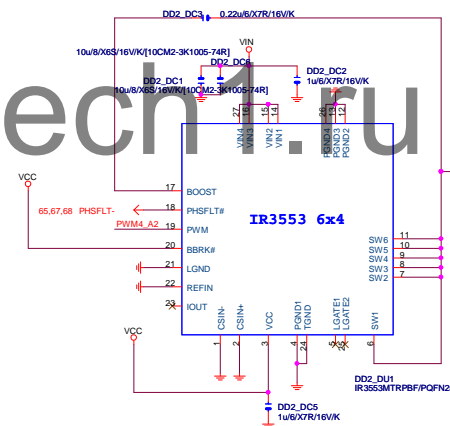 DD2_DC3 0.22u/6/X7R/16V/K
10u/8/X6S/16V/K/[10CM2-3K1005-74R]
VIN
DD2_DC6
DD2_DC1
10u/8/X6S/16V/K/[10CM2-3K1005-74R]
DD2_DC2
1u/6/X7R/16V/K
ech1.ru
27 16 15 14 26 13 12
VIN4 VIN3 VIN2 VIN1 PGND4 PGND3 PGND2
VCC
17 BOOST
65,67,68 PHSFLT- 18 PHSFLT#
PWM4_A2 19 PWM
20 BBRK#
21 LGND
22 REFIN
23 IOUT
IR3553 6x4
SW6 11
SW5 10
SW4 9
SW3 8
SW2 7
CSIN- CSIN+ VCC PGND1 TGND LGATE1 LGATE2 SW1
1 2 3 4 24 5 25 6
VCC
DD2_DU1
IR3553MTRPBF/PQFN2
DD2_DC5
1u/6/X7R/16V/K